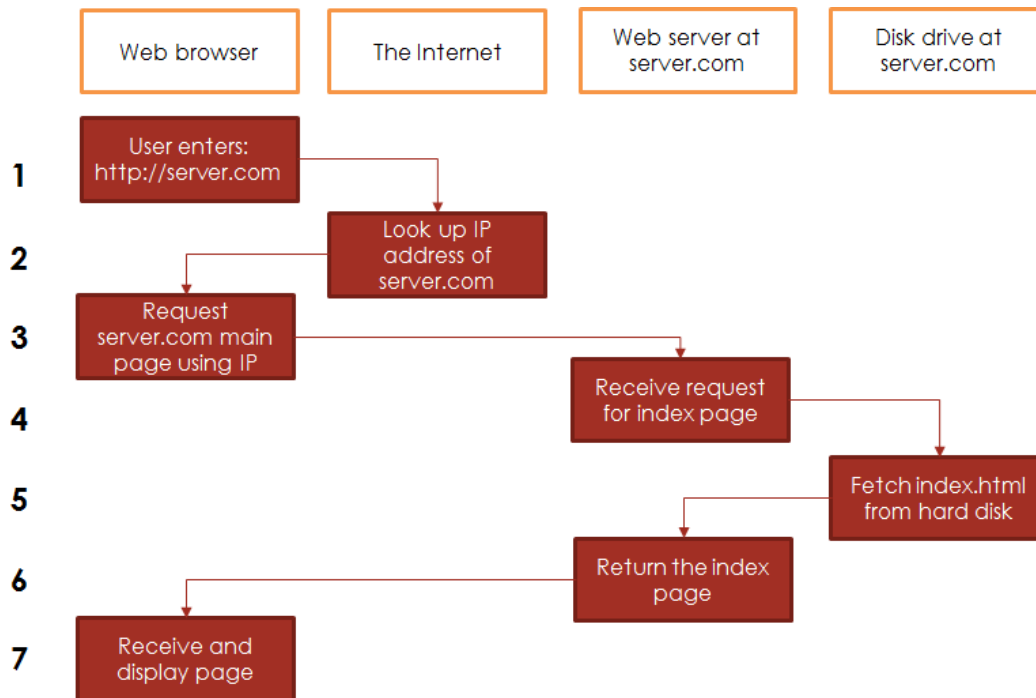 Web browser
The Internet
Web server at
server.com
Disk drive at
server.com
1
User enters:
http://server.com
2
Look up IP
address of
server.com
3
Request
server.com main
page using IP
4
Receive request
for index page
5
Fetch index.html
from hard disk
6
Return the index
page
7
Receive and
display page